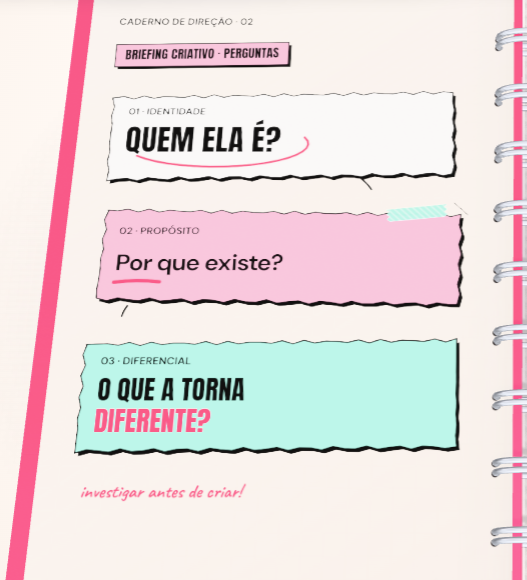 CADERNO DE DIREÇÃO · 02
BRIEFING CRIATIVO · PERGUNTAS
01 · IDENTIDADE
QUEM ELA É?
02 · PROPÓSITO
Por que existe?
03 · DIFERENCIAL
O QUE A TORNA
DIFERENTE?
investigar antes de criar!